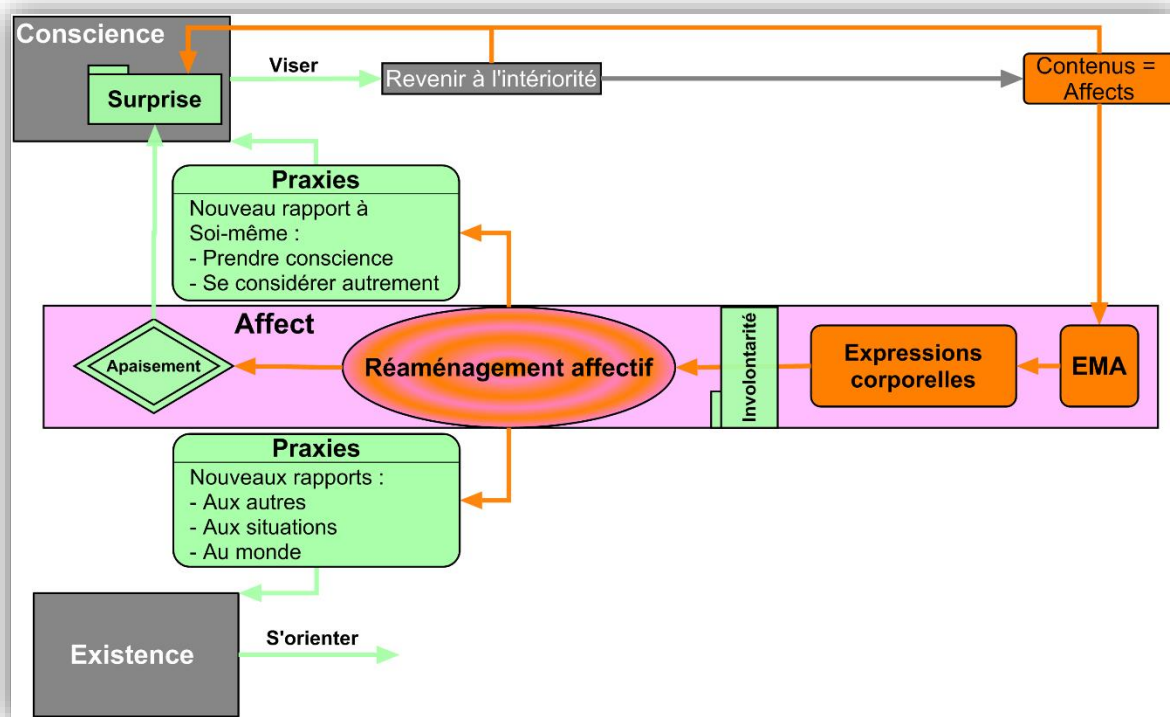 Conscience
Surprise
Viser
Revenir à l'intériorité
Contenus =
Affects
Praxies
Nouveau rapport à
Soi-même :
- Prendre conscience
- Se considérer autrement
Affect
Apaisement
Réaménagement affectif
Involontarité
Expressions
corporelles
EMA
Praxies
Nouveaux rapports :
- Aux autres
- Aux situations
- Au monde
Existence
S'orienter